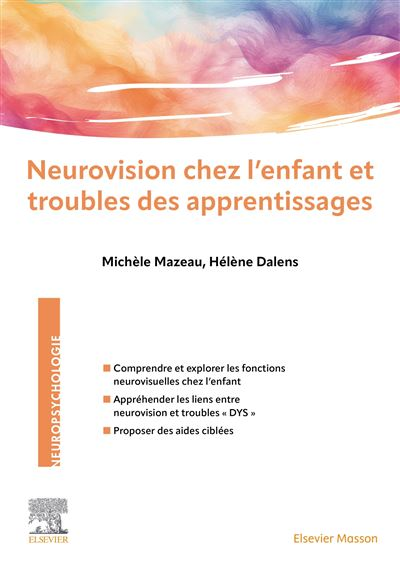 Neurovision chez l'enfant et
troubles des apprentissages
Michèle Mazeau, Hélène Dalens
NEUROPSYCHOLOGIE
Comprendre et explorer les fonctions
neurovisuelles chez l'enfant
Appréhender les liens entre
neurovision et troubles « DYS »
Proposer des aides ciblées
ELSEVIER
Elsevier Masson